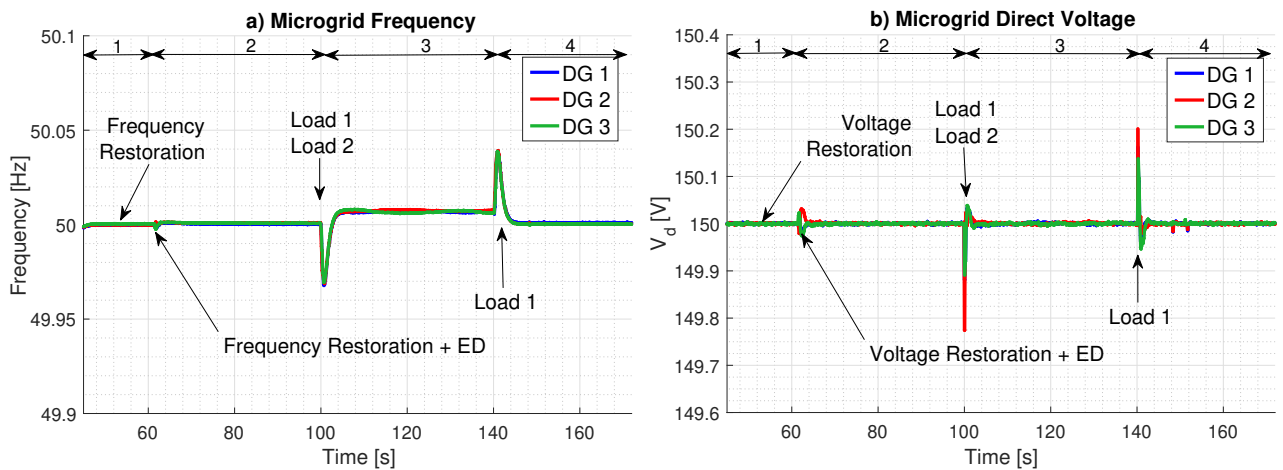 a) Microgrid Frequency
50.1
50.05
50
49.95
49.9
Frequency [Hz]
1
2
3
4
DG 1
DG 2
DG 3
Frequency
Restoration
Load 1
Load 2
Load 1
Frequency Restoration + ED
60
80
100
120
140
160
Time [s]
b) Microgrid Direct Voltage
150.4
150.3
150.2
150.1
150
149.9
149.8
149.7
149.6
V_d [V]
1
2
3
4
DG 1
DG 2
DG 3
Voltage
Restoration
Load 1
Load 2
Load 1
Voltage Restoration + ED
60
80
100
120
140
160
Time [s]